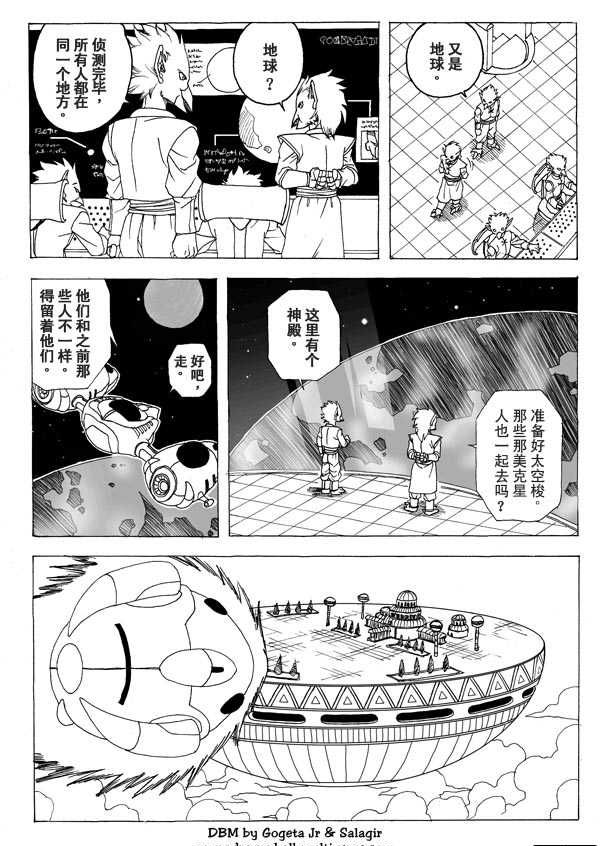 又是
地球。
地球？
侦测完毕，
所有人都在
同一个地方。
准备好太空梭。
那些那美克星
人也一起去吗？
这里有个
神殿。
好吧，
走。
他们和之前那
些人不一样。
得留着他们。
DBM by Gogeta Jr & Salagir